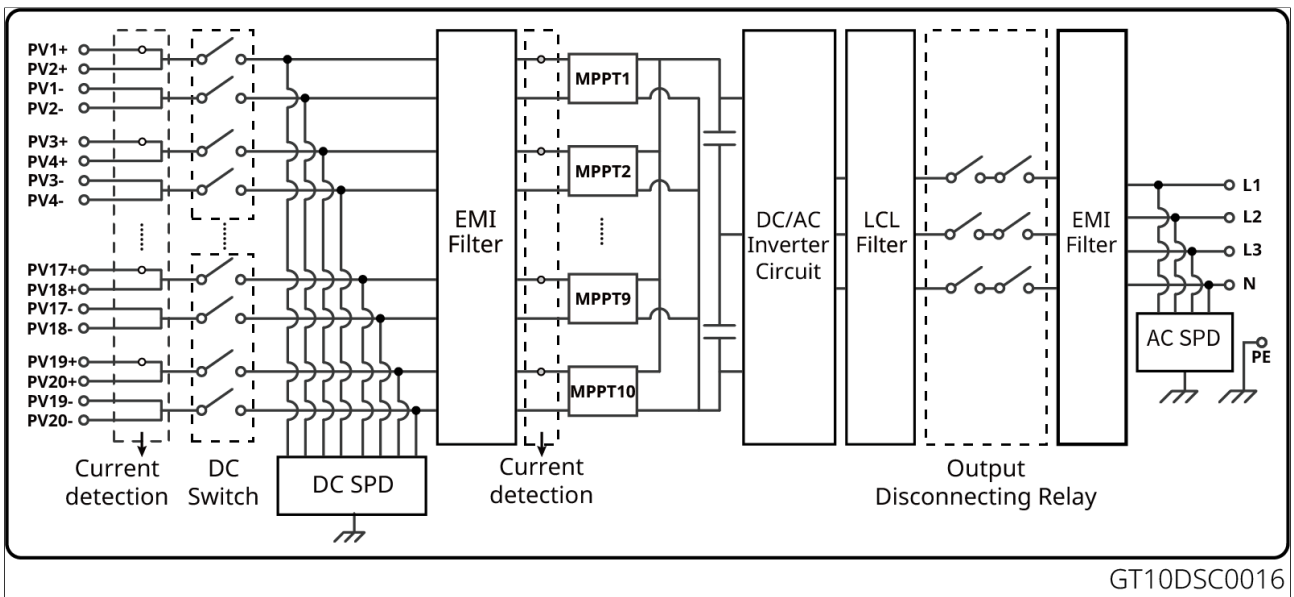 PV1+
PV2+
PV1-
PV2-
PV3+
PV4+
PV3-
PV4-
PV17+
PV18+
PV17-
PV18-
PV19+
PV20+
PV19-
PV20-
Current
detection
DC
Switch
DC SPD
EMI
Filter
Current
detection
MPPT1
MPPT2
MPPT9
MPPT10
DC/AC
Inverter
Circuit
LCL
Filter
Output
Disconnecting Relay
EMI
Filter
L1
L2
L3
N
AC SPD
PE
GT10DSC0016